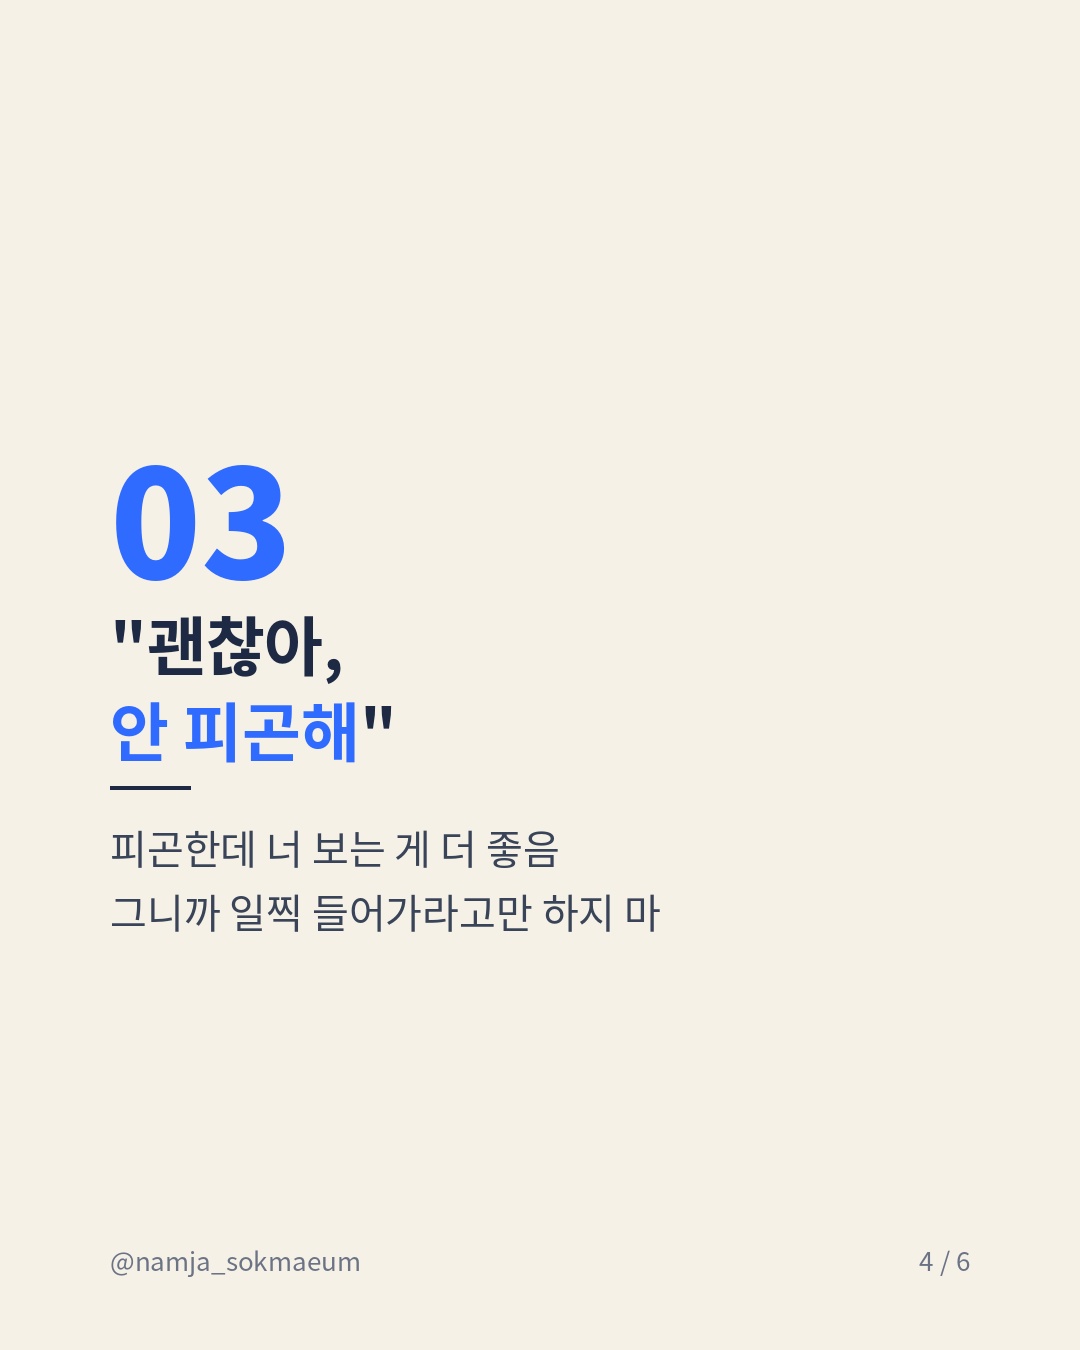 03
"괜찮아,
안 피곤해"
피곤한데 너 보는 게 더 좋음
그니까 일찍 들어가라고만 하지 마
@namja_sokmaeum
4 / 6